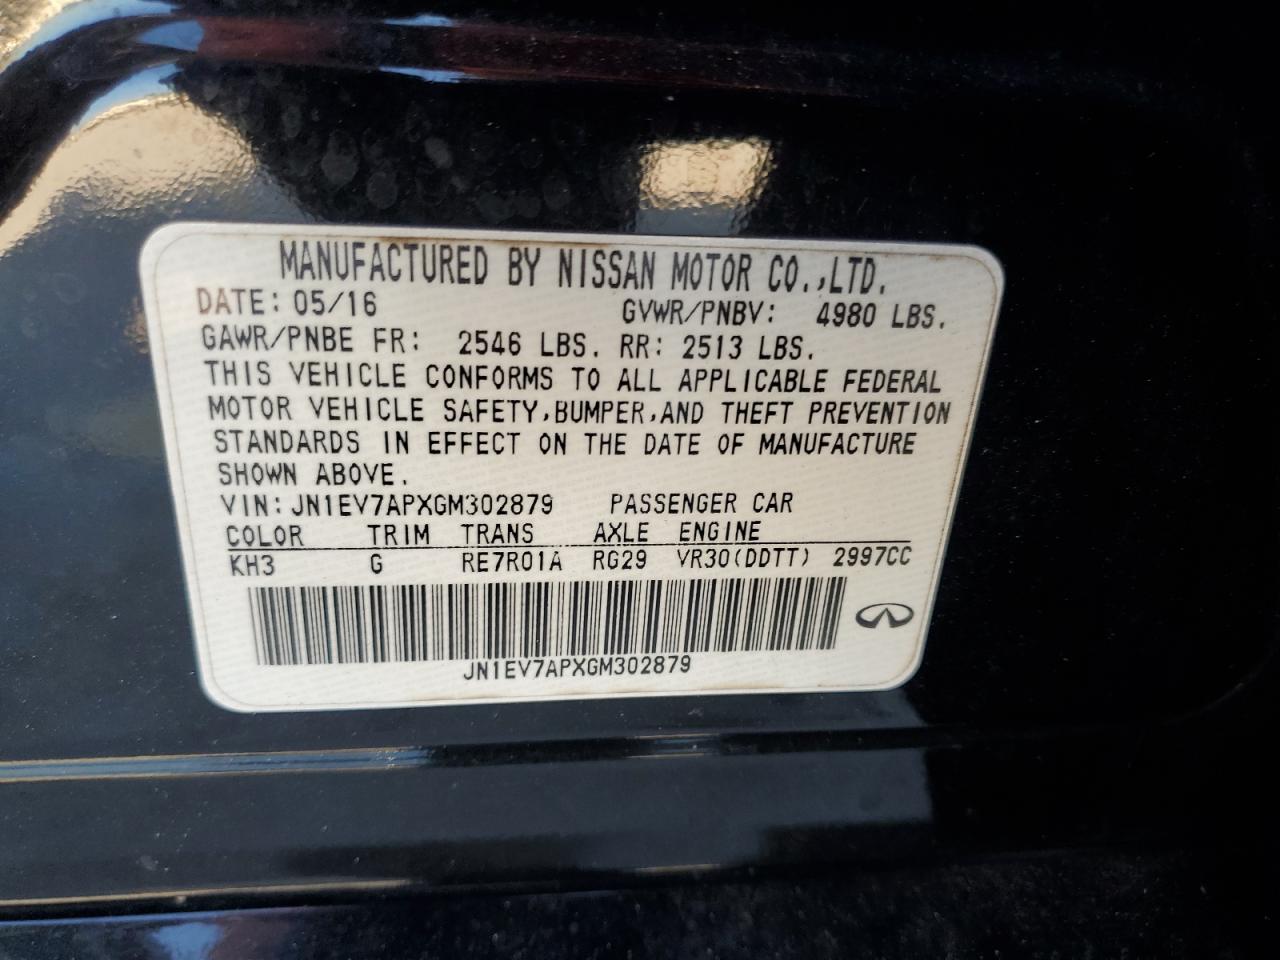 MANUFACTURED BY NISSAN MOTOR CO.,LTD.
DATE: 05/16 GVWR/PNBV: 4980 LBS.
GAWR/PNBE FR: 2546 LBS. RR: 2513 LBS.
THIS VEHICLE CONFORMS TO ALL APPLICABLE FEDERAL
MOTOR VEHICLE SAFETY,BUMPER,AND THEFT PREVENTION
STANDARDS IN EFFECT ON THE DATE OF MANUFACTURE
SHOWN ABOVE.
VIN:JN1EV7APXGM302879 PASSENGER CAR
COLOR TRIM TRANS AXLE ENGINE
KH3 G RE7R01A RG29 VR30(DDTT) 2997CC
JN1EV7APXGM302879